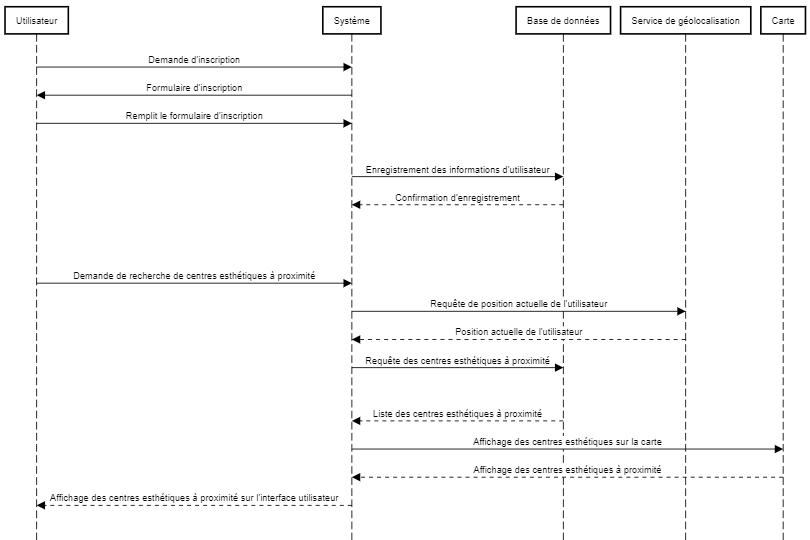 Utilisateur
Système
Base de données
Service de géolocalisation
Carte
Demande d'inscription
Formulaire d'inscription
Remplit le formulaire d'inscription
Enregistrement des informations d'utilisateur
Confirmation d'enregistrement
Demande de recherche de centres esthétiques à proximité
Requête de position actuelle de l'utilisateur
Position actuelle de l'utilisateur
Requête des centres esthétiques à proximité
Liste des centres esthétiques à proximité
Affichage des centres esthétiques sur la carte
Affichage des centres esthétiques à proximité
Affichage des centres esthétiques à proximité sur l'interface utilisateur